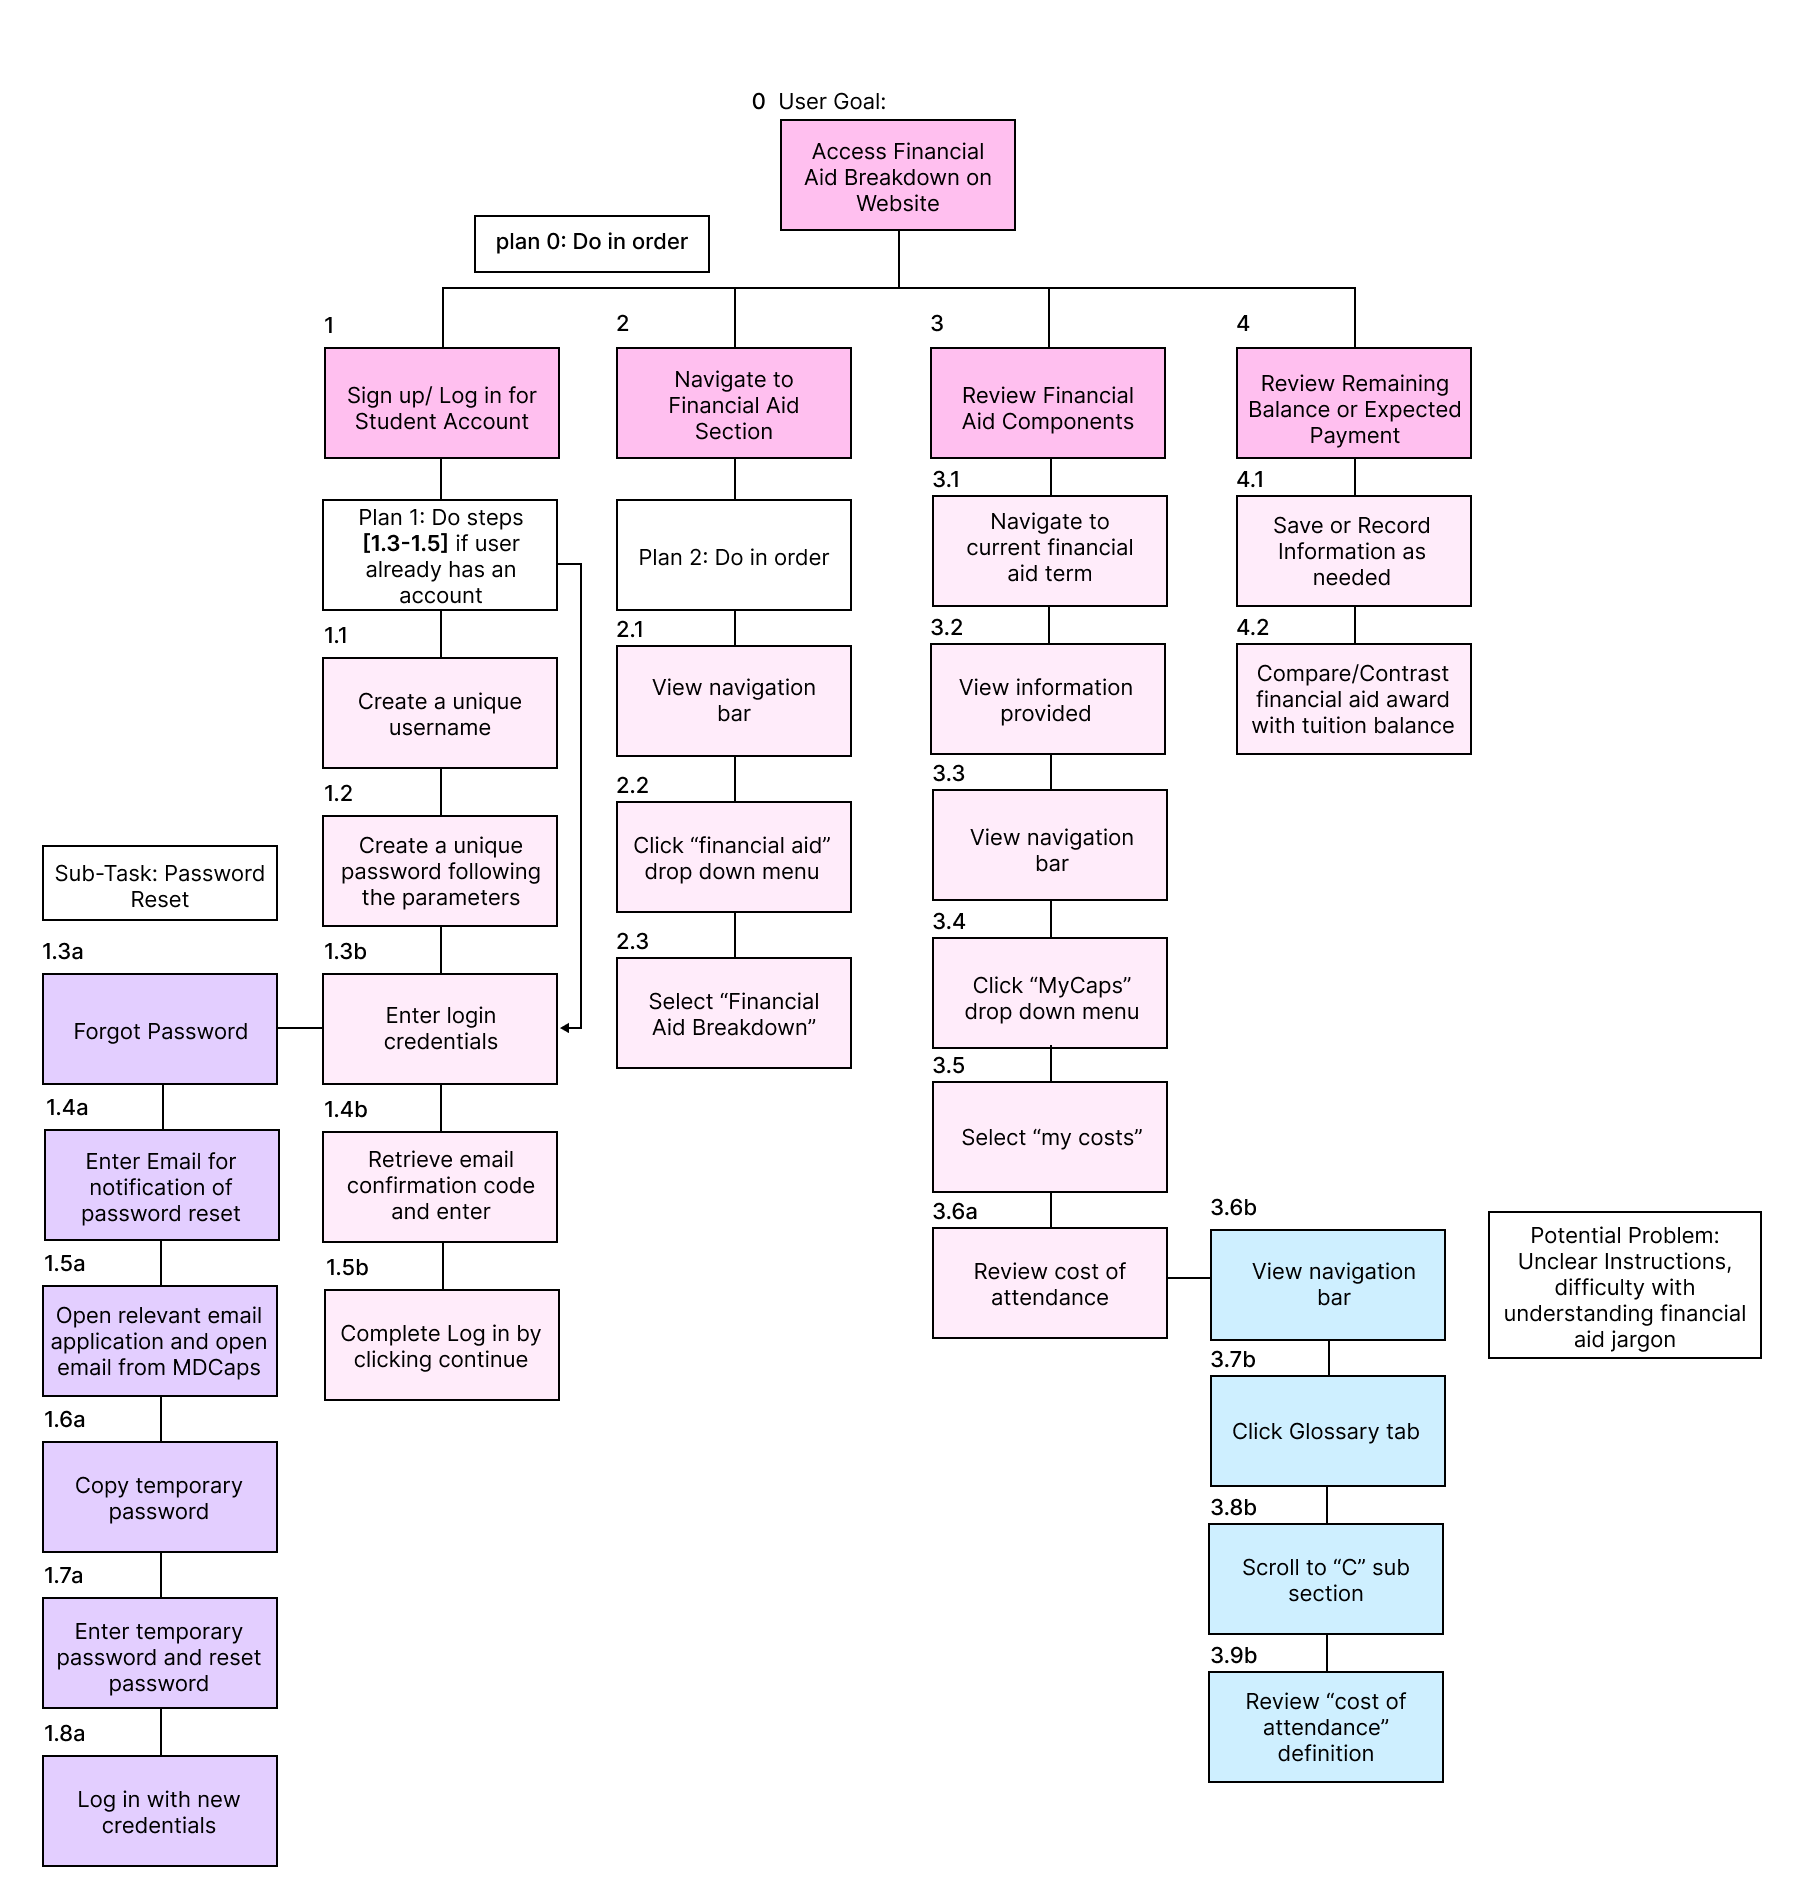 0 User Goal:
Access Financial
Aid Breakdown on
Website
plan 0: Do in order
1
Sign up/ Log in for
Student Account
Plan 1: Do steps
[1.3-1.5] if user
already has an
account
1.1
Create a unique
username
1.2
Create a unique
password following
the parameters
1.3b
Enter login
credentials
1.4b
Retrieve email
confirmation code
and enter
1.5b
Complete Log in by
clicking continue
Sub-Task: Password
Reset
1.3a
Forgot Password
1.4a
Enter Email for
notification of
password reset
1.5a
Open relevant email
application and open
email from MDCaps
1.6a
Copy temporary
password
1.7a
Enter temporary
password and reset
password
1.8a
Log in with new
credentials
2
Navigate to
Financial Aid
Section
Plan 2: Do in order
2.1
View navigation
bar
2.2
Click “financial aid”
drop down menu
2.3
Select “Financial
Aid Breakdown”
3
Review Financial
Aid Components
3.1
Navigate to
current financial
aid term
3.2
View information
provided
3.3
View navigation
bar
3.4
Click “MyCaps”
drop down menu
3.5
Select “my costs”
3.6a
Review cost of
attendance
3.6b
View navigation
bar
3.7b
Click Glossary tab
3.8b
Scroll to “C” sub
section
3.9b
Review “cost of
attendance”
definition
Potential Problem:
Unclear Instructions,
difficulty with
understanding financial
aid jargon
4
Review Remaining
Balance or Expected
Payment
4.1
Save or Record
Information as
needed
4.2
Compare/Contrast
financial aid award
with tuition balance